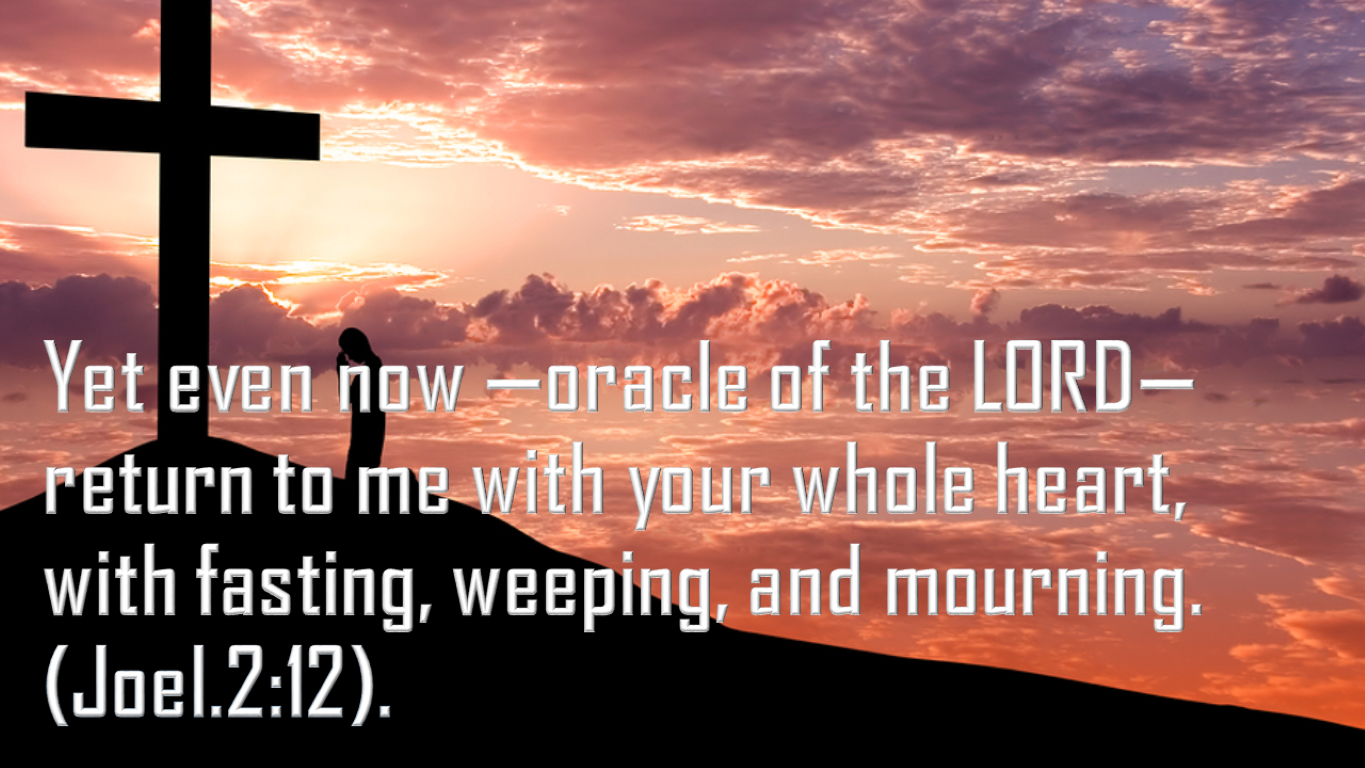 Yet even now —oracle of the LORD—
return to me with your whole heart,
with fasting, weeping, and mourning.
(Joel.2:12).